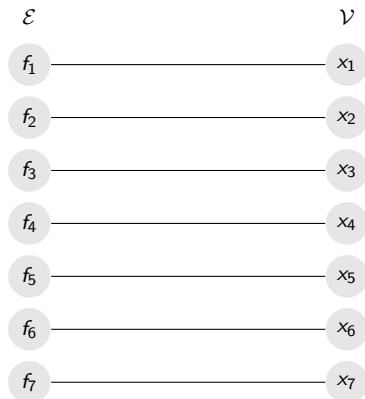 ℰ 𝒱
f₁ x₁
f₂ x₂
f₃ x₃
f₄ x₄
f₅ x₅
f₆ x₆
f₇ x₇